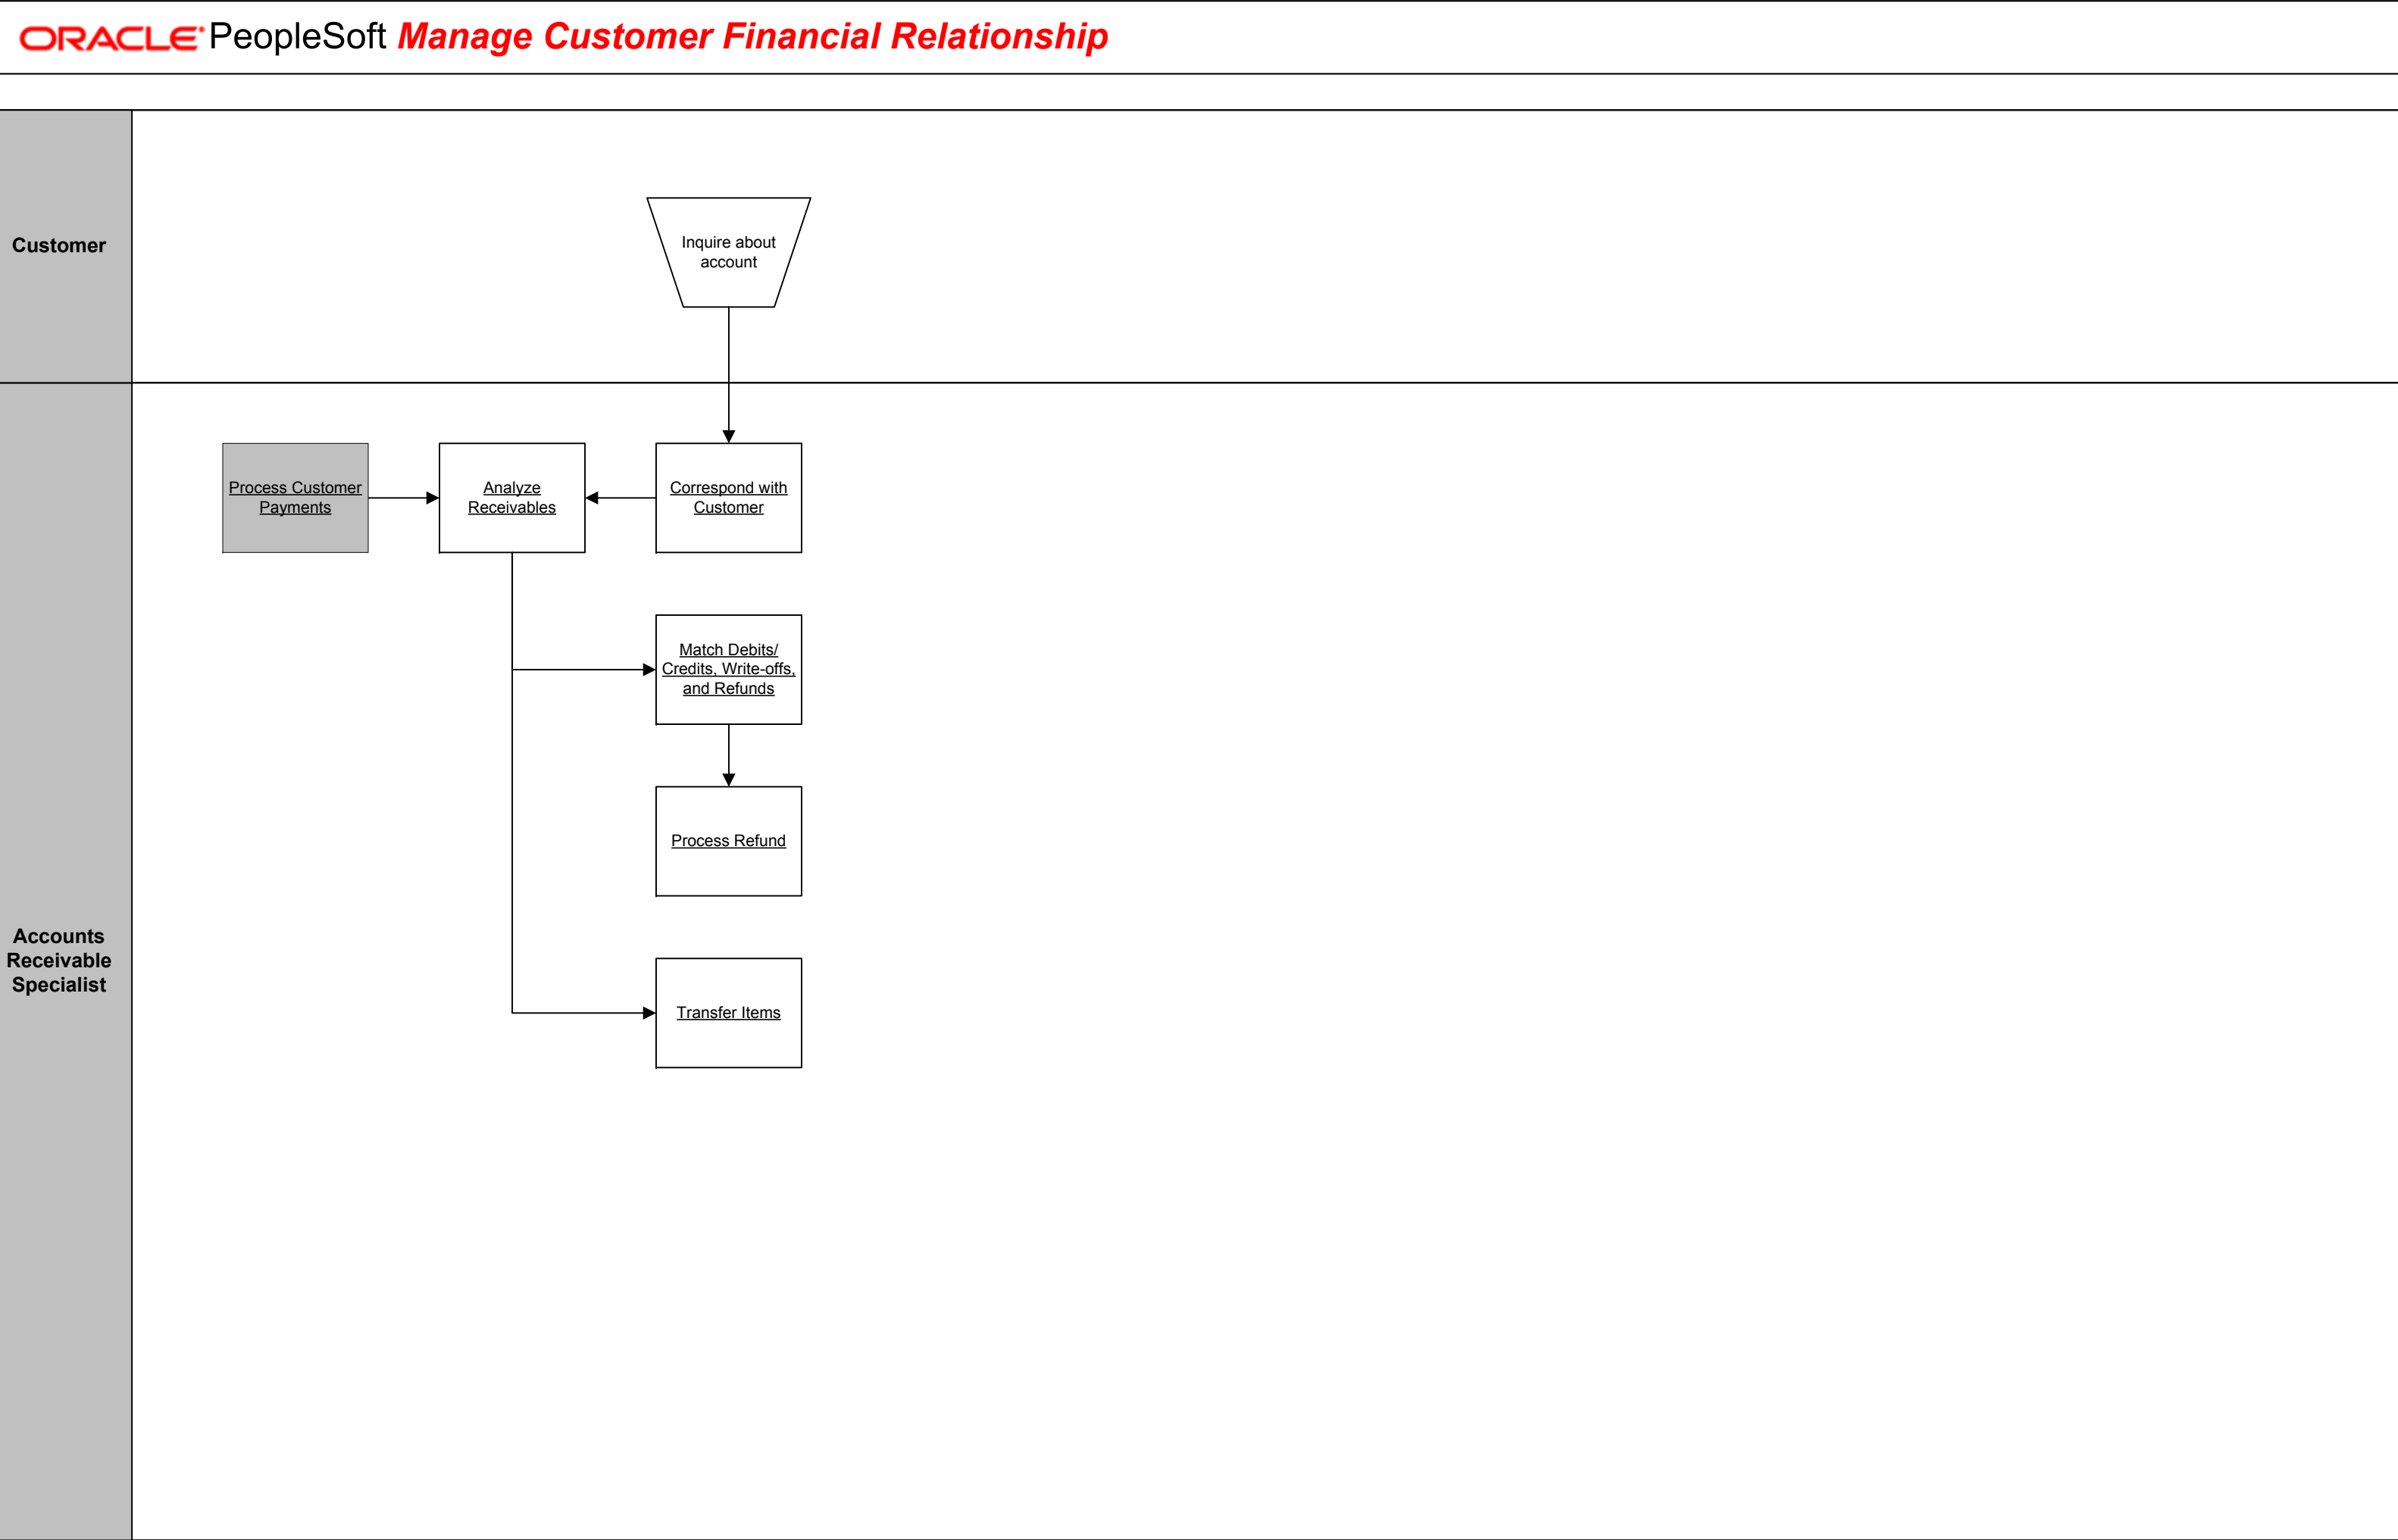 ORACLE PeopleSoft Manage Customer Financial Relationship
Customer
Inquire about
account
Accounts
Receivable
Specialist
Process Customer
Payments
Analyze
Receivables
Correspond with
Customer
Match Debits/
Credits, Write-offs,
and Refunds
Process Refund
Transfer Items